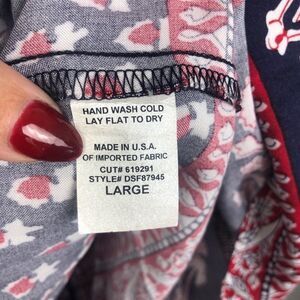 HAND WASH COLD
LAY FLAT TO DRY
MADE IN U.S.A.
OF IMPORTED FABRIC
CUT# 619291
STYLE# DSF87945
LARGE